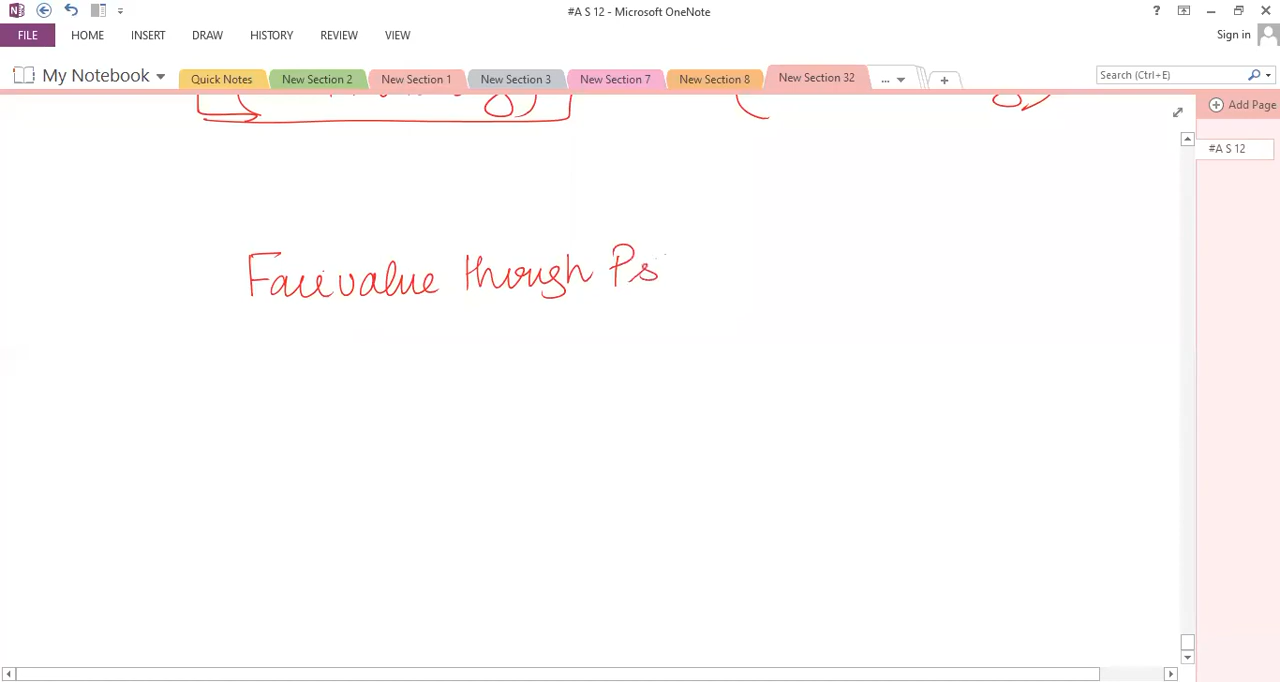 #A S 12 - Microsoft OneNote
?
FILE HOME INSERT DRAW HISTORY REVIEW VIEW
Sign in
My Notebook Quick Notes New Section 2 New Section 1 New Section 3 New Section 7 New Section 8 New Section 32 ... + Search (Ctrl+E)
Add Page
#A S 12
value though Ps